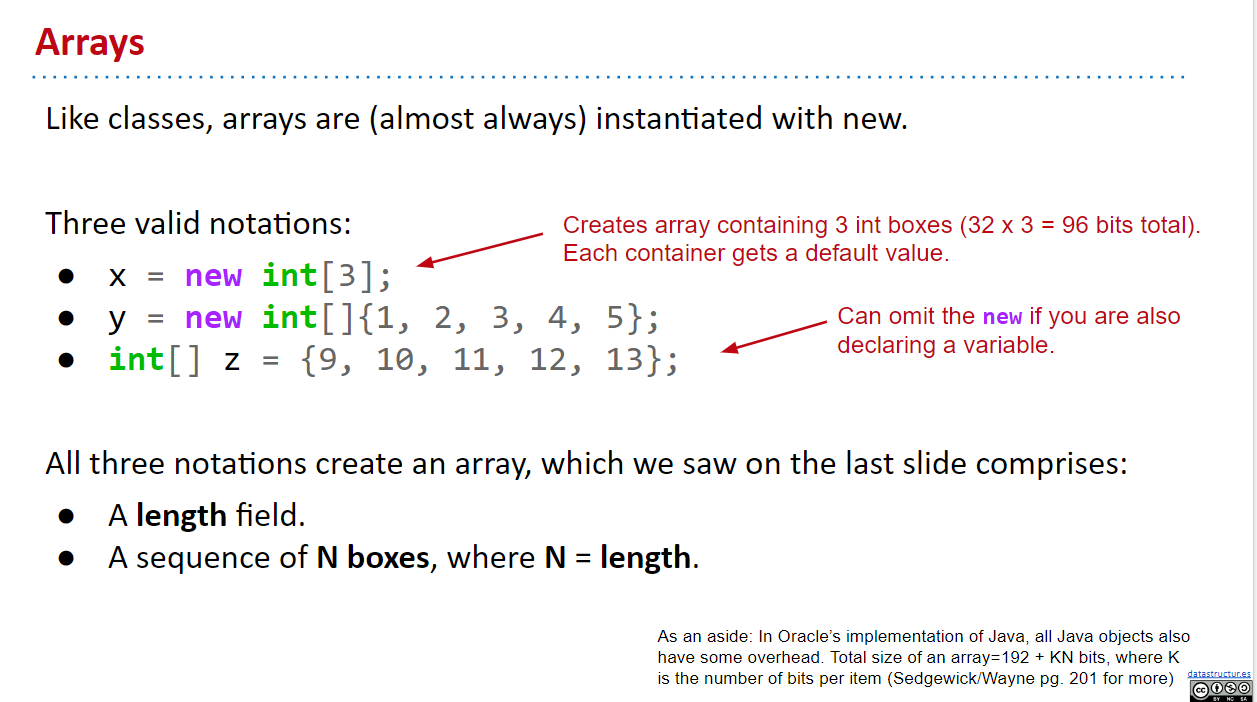 Arrays
Like classes, arrays are (almost always) instantiated with new.
Three valid notations:
Creates array containing 3 int boxes (32 x 3 = 96 bits total).
Each container gets a default value.
● x = new int[3];
● y = new int[]{1, 2, 3, 4, 5};
Can omit the new if you are also
declaring a variable.
● int[] z = {9, 10, 11, 12, 13};
All three notations create an array, which we saw on the last slide comprises:
● A length field.
● A sequence of N boxes, where N = length.
As an aside: In Oracle’s implementation of Java, all Java objects also
have some overhead. Total size of an array=192 + KN bits, where K
is the number of bits per item (Sedgewick/Wayne pg. 201 for more)
datastructur.es
cc
BY NC SA